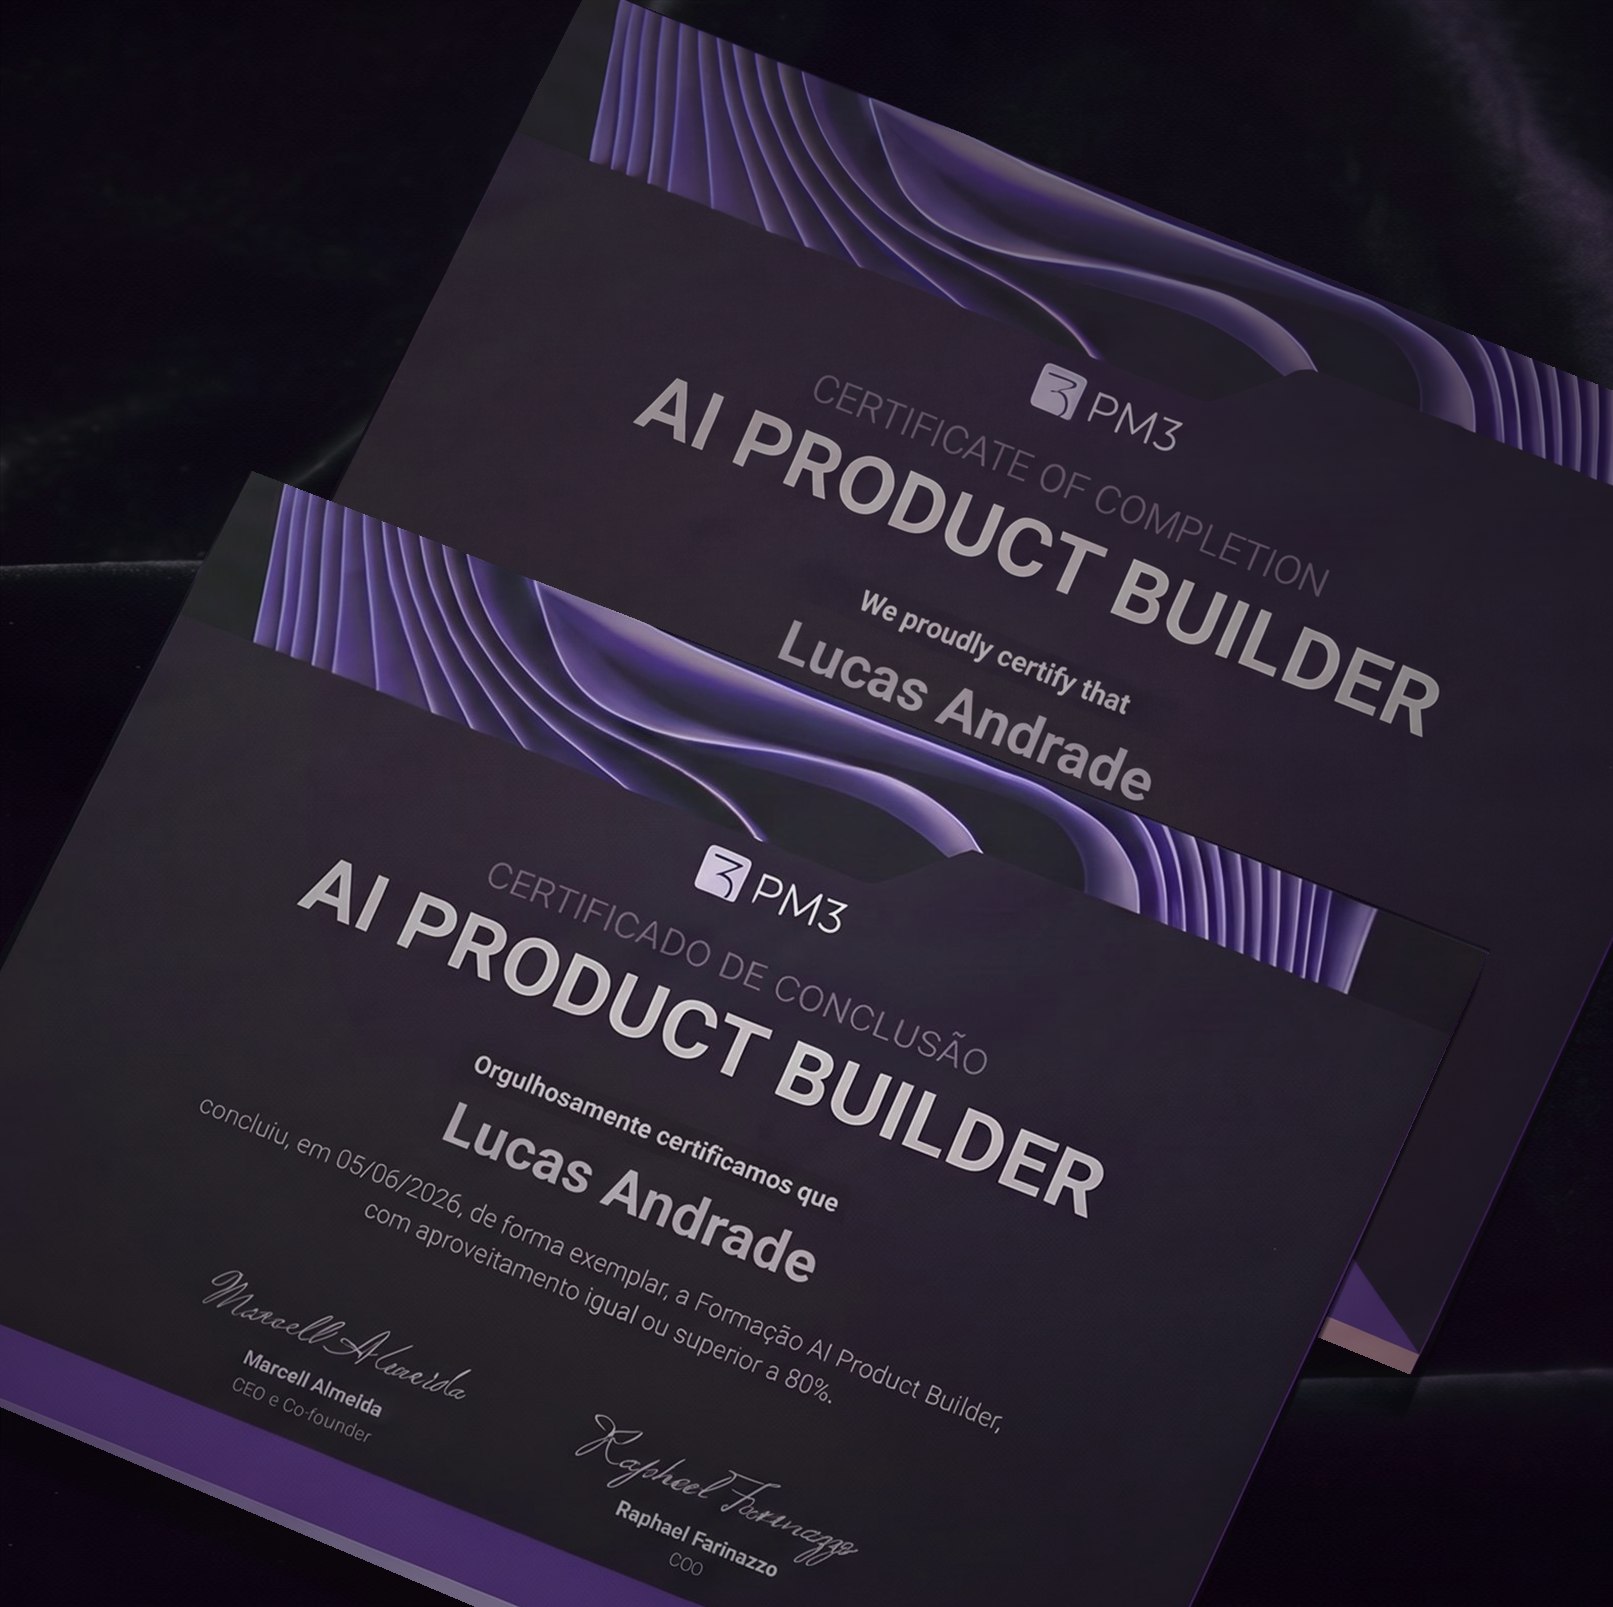 PM3
CERTIFICATE OF COMPLETION
AI PRODUCT BUILDER
We proudly certify that
Lucas Andrade
PM3
CERTIFICADO DE CONCLUSÃO
AI PRODUCT BUILDER
Orgulhosamente certificamos que
Lucas Andrade
concluiu, em 05/06/2026, de forma exemplar, a Formação AI Product Builder,
com aproveitamento igual ou superior a 80%.
Marcell Almeida
Marcell Almeida
CEO e Co-founder
Raphael Farinazzo
Raphael Farinazzo
COO